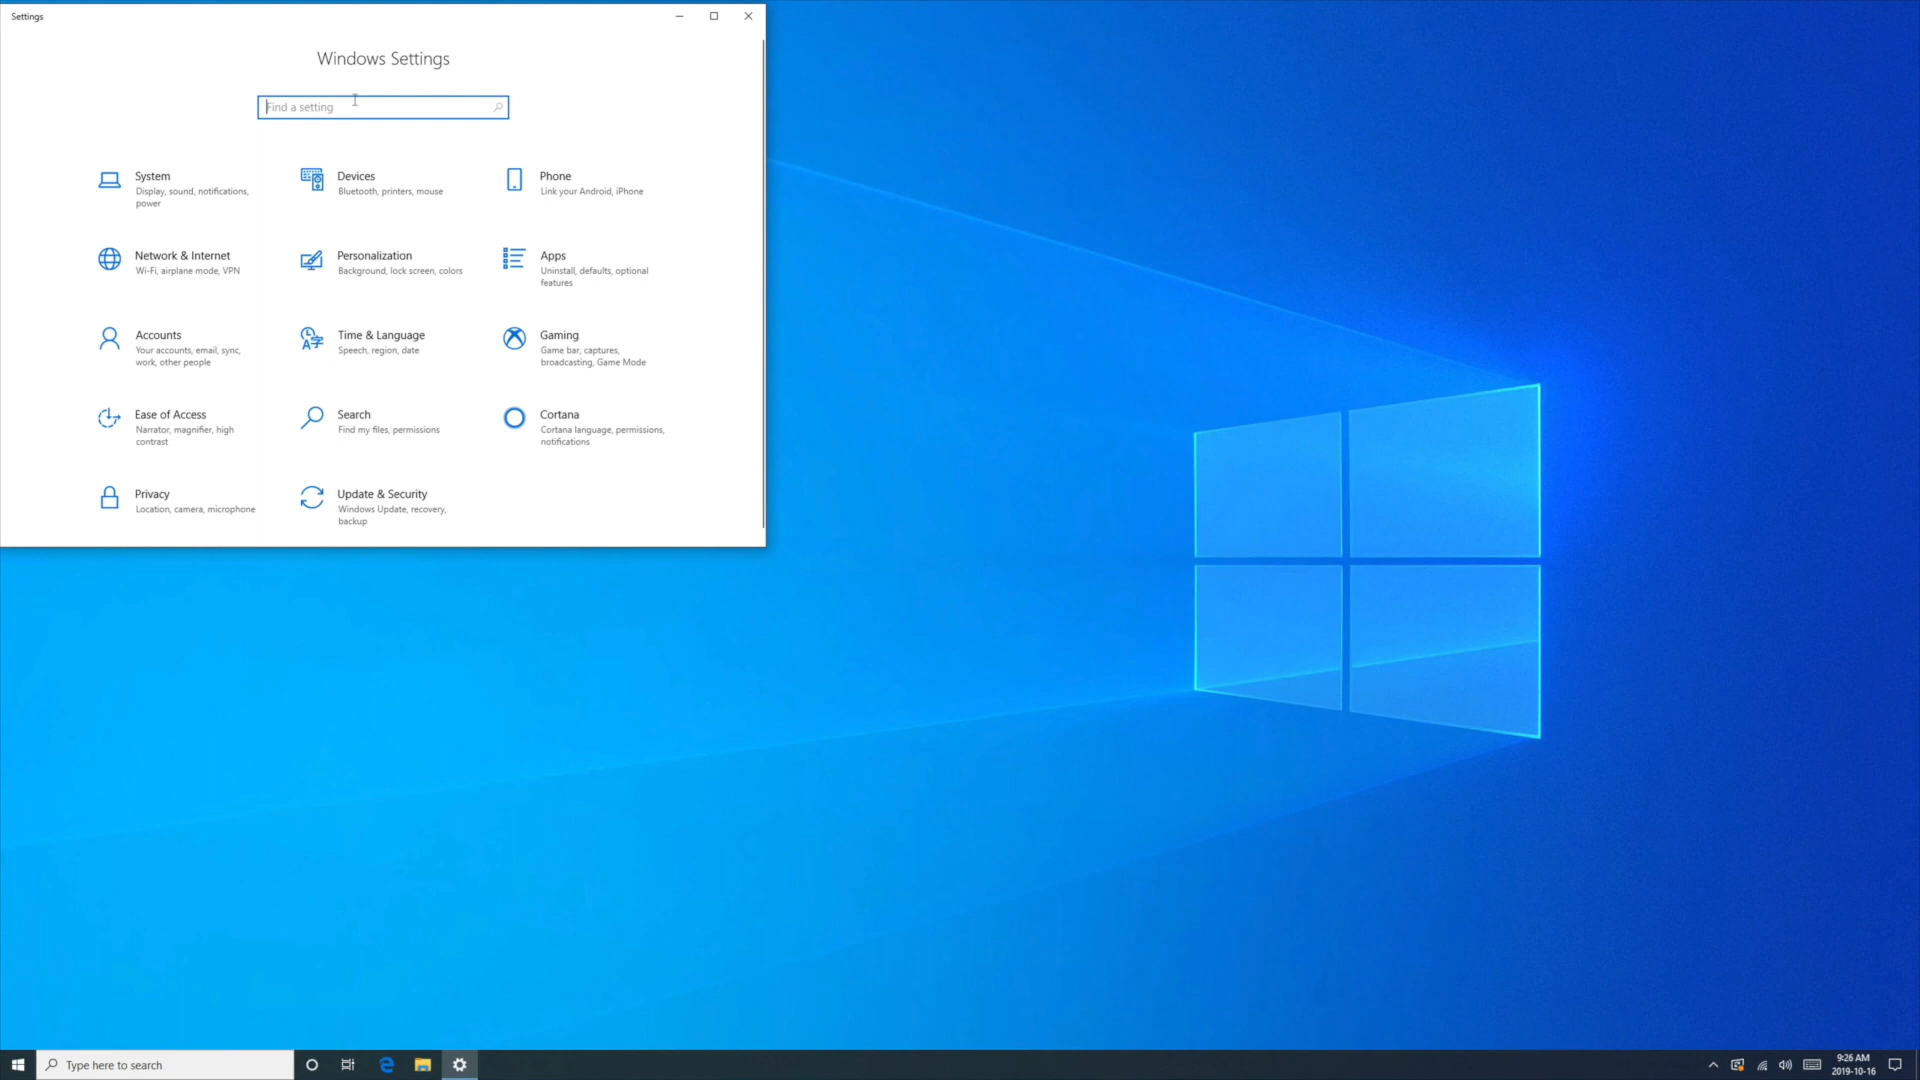 Settings
Windows Settings
Find a setting
System
Display, sound, notifications,
power
Devices
Bluetooth, printers, mouse
Phone
Link your Android, iPhone
Network & Internet
Wi-Fi, airplane mode, VPN
Personalization
Background, lock screen, colors
Apps
Uninstall, defaults, optional
features
Accounts
Your accounts, email, sync,
work, other people
Time & Language
Speech, region, date
Gaming
Game bar, captures,
broadcasting, Game Mode
Ease of Access
Narrator, magnifier, high
contrast
Search
Find my files, permissions
Cortana
Cortana language, permissions,
notifications
Privacy
Location, camera, microphone
Update & Security
Windows Update, recovery,
backup
Type here to search
9:26 AM
2019-10-16